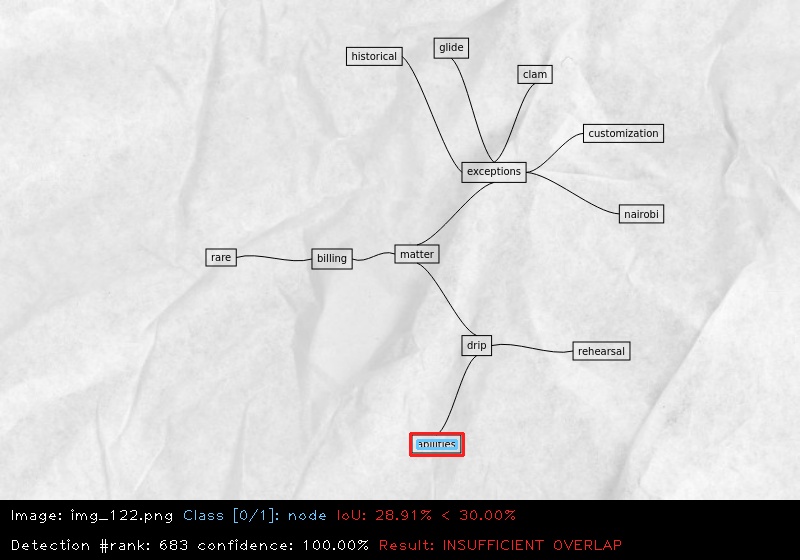 glide
historical
clam
customization
exceptions
nairobi
matter
rare
billing
drip
rehearsal
abilities
Image: img_122.png Class [0/1]: node IoU: 28.91% < 30.00%
Detection #rank: 683 confidence: 100.00% Result: INSUFFICIENT OVERLAP